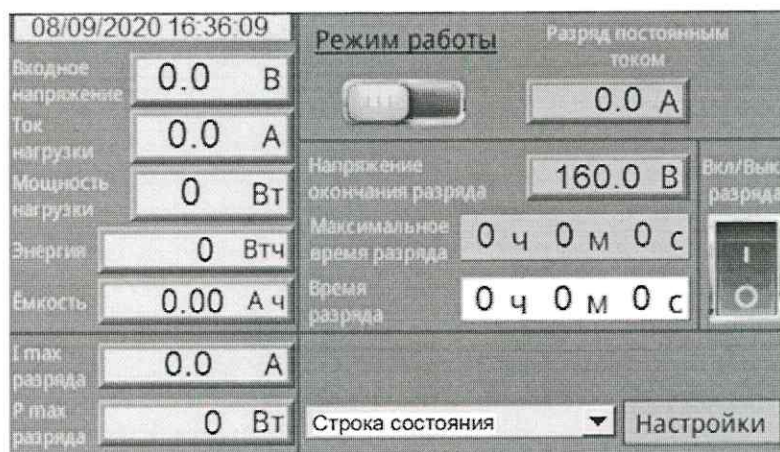 08/09/2020 16:36:09
Входное
напряжение
0.0 В
Ток
нагрузки
0.0 А
Мощность
нагрузки
0 Вт
Энергия
0 Втч
Ёмкость
0.00 А ч
I max
разряда
0.0 А
P max
разряда
0 Вт
Режим работы
Разряд постоянным
током
0.0 А
Напряжение
окончания разряда
160.0 В
Максимальное
время разряда
0 ч 0 м 0 с
Время
разряда
0 ч 0 м 0 с
Вкл/Вык
разряд
I
O
Строка состояния
Настройки